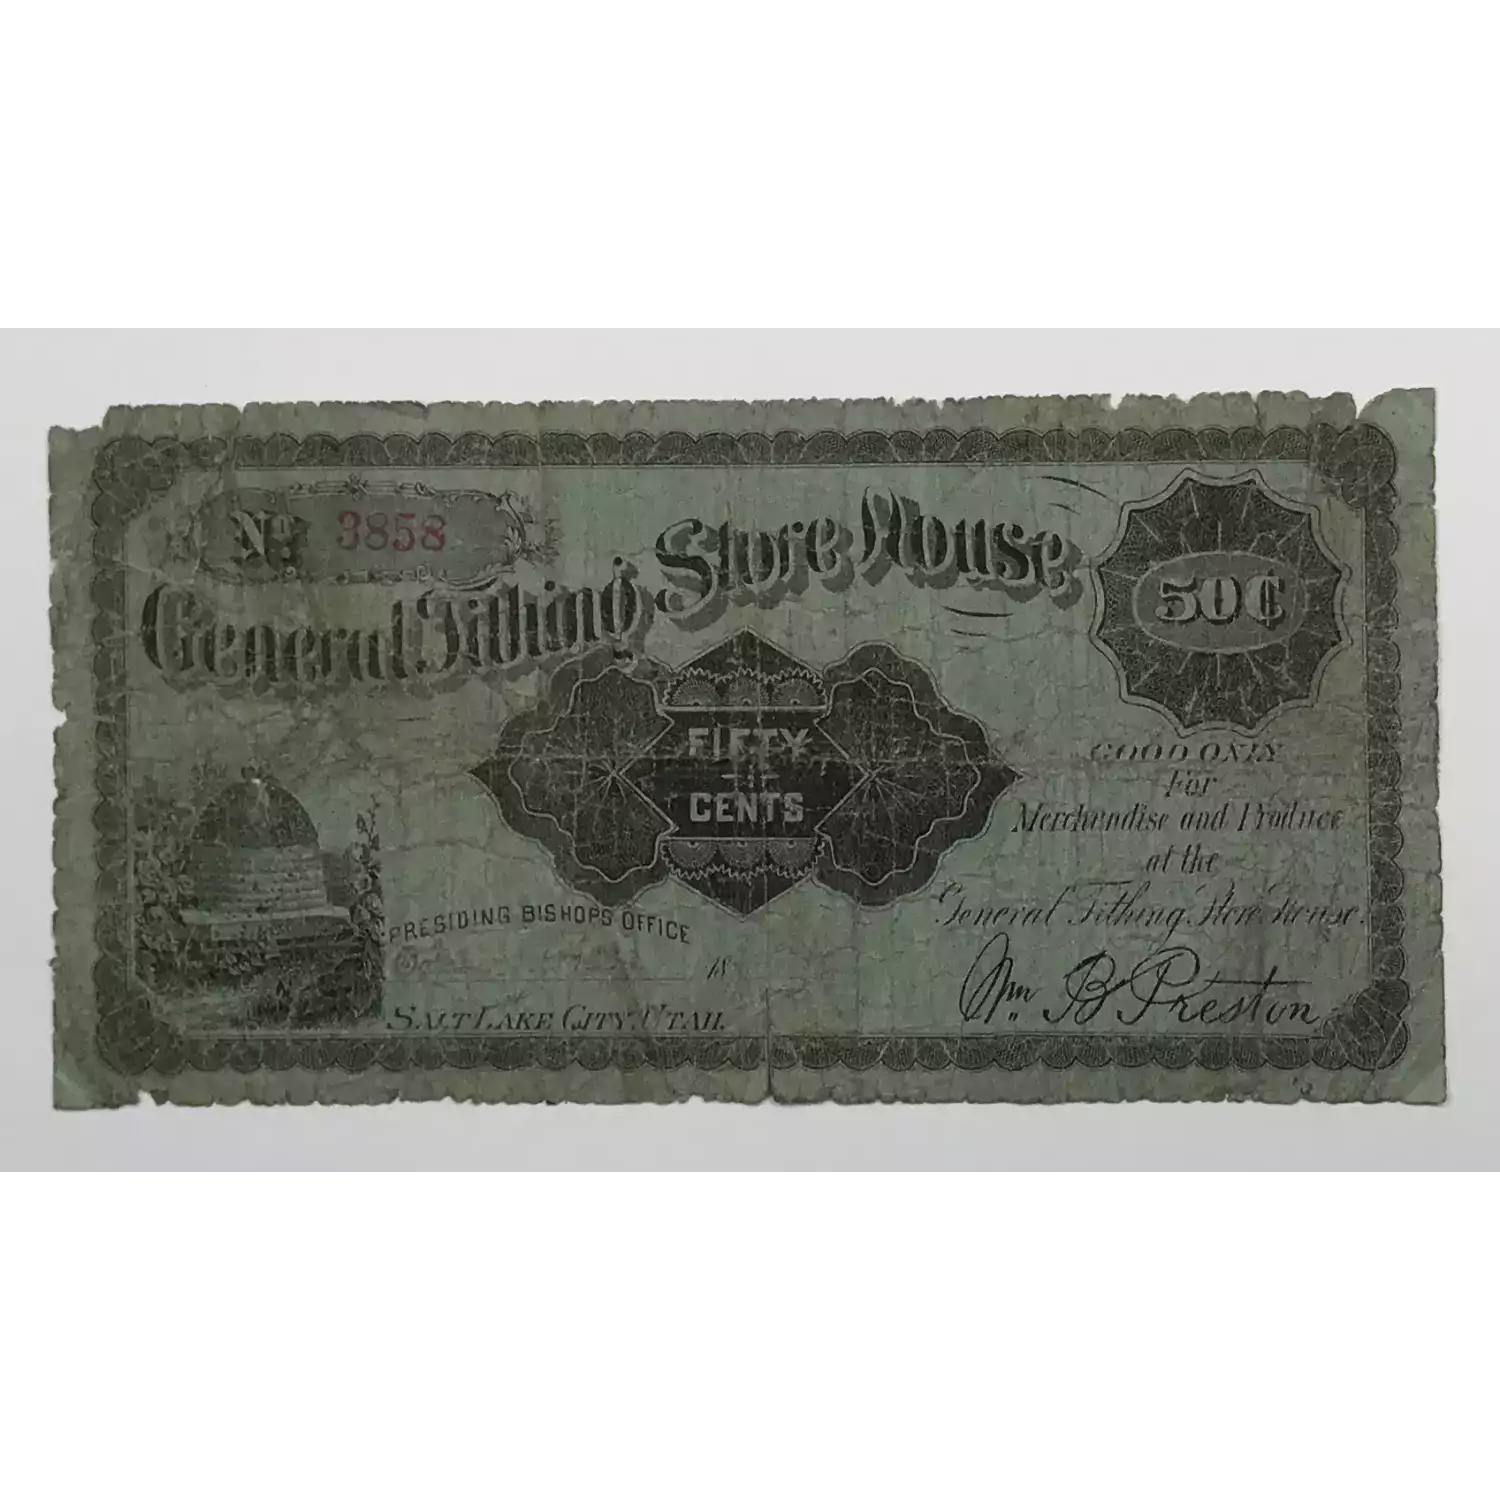 No. 3858
General Tithing Store House
50¢
FIFTY
CENTS
GOOD ONLY
For
Merchandise and Produce
at the
General Tithing Store House.
PRESIDING BISHOPS OFFICE
18
SALT LAKE CITY, UTAH.
Wm. B. Preston